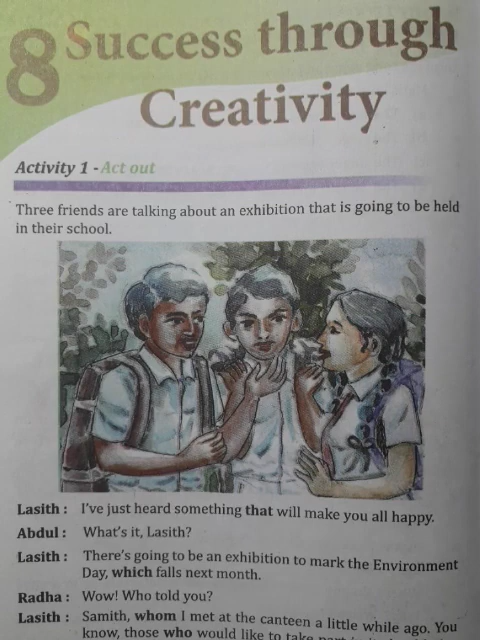 8 Success through
Creativity
Activity 1 - Act out
Three friends are talking about an exhibition that is going to be held
in their school.
Lasith : I've just heard something that will make you all happy.
Abdul : What's it, Lasith?
Lasith : There's going to be an exhibition to mark the Environment
Day, which falls next month.
Radha : Wow! Who told you?
Lasith : Samith, whom I met at the canteen a little while ago. You
know, those who would like to take